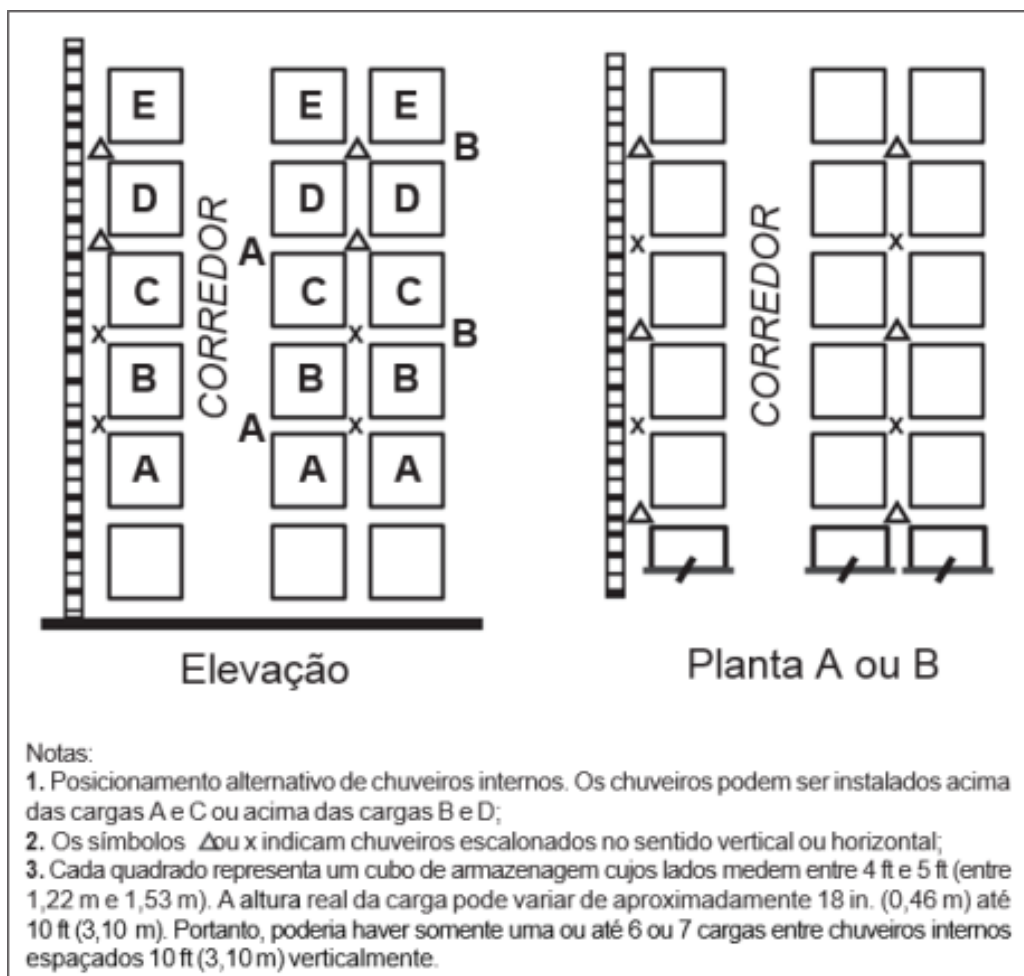 E E E
B
D D D
A
C C C
B
B B B
A
A A A
CORREDOR
CORREDOR
Elevação
Planta A ou B
Notas:
1. Posicionamento alternativo de chuveiros internos. Os chuveiros podem ser instalados acima
das cargas A e C ou acima das cargas B e D;
2. Os símbolos Δou x indicam chuveiros escalonados no sentido vertical ou horizontal;
3. Cada quadrado representa um cubo de armazenagem cujos lados medem entre 4 ft e 5 ft (entre
1,22 m e 1,53 m). A altura real da carga pode variar de aproximadamente 18 in. (0,46 m) até
10 ft (3,10 m). Portanto, poderia haver somente uma ou até 6 ou 7 cargas entre chuveiros internos
espaçados 10 ft (3,10 m) verticalmente.